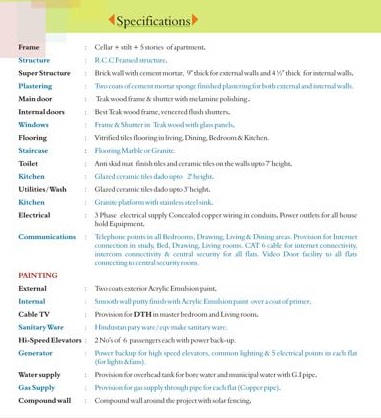 Specifications
Frame : Cellar + stilt + 5 stories of apartment.
Structure : R.C.C Framed structure.
Super Structure : Brick wall with cement mortar, 9" thick for external walls and 4 ½" thick for internal walls.
Plastering : Two coats of cement mortar sponge finished plastering for both external and internal walls.
Main door : Teak wood frame & shutter with melamine polishing.
Internal doors : Best Teak wood frame, veneered flush shutters.
Windows : Frame & Shutter in Teak wood with glass panels.
Flooring : Vitrified tiles flooring in living, Dining, Bedroom & Kitchen.
Staircase : Flooring Marble or Granite.
Toilet : Anti skid mat finish tiles and ceramic tiles on the walls upto 7' height.
Kitchen : Glazed ceramic tiles dado upto 2' height.
Utilities / Wash : Glazed ceramic tiles dado upto 3' height.
Kitchen : Granite platform with stainless steel sink.
Electrical : 3 Phase electrical supply Concealed copper wiring in conduits, Power outlets for all house
hold Equipment.
Communications : Telephone points in all Bedrooms, Drawing, Living & Dining areas. Provision for Internet
connection in study, Bed, Drawing, Living rooms. CAT 6 cable for internet connectivity,
intercom connectivity & central security for all flats. Video Door facility to all flats
connecting to central security room.
PAINTING
External : Two coats exterior Acrylic Emulsion paint.
Internal : Smooth wall putty finish with Acrylic Emulsion paint over a coat of primer.
Cable TV : Provision for DTH in master bedroom and Living room.
Sanitary Ware : Hindustan pary ware / eqv make sanitary ware.
Hi-Speed Elevators : 2 No's of 6 passengers each with power back-up.
Generator : Power backup for high speed elevators, common lighting & 5 electrical points in each flat
(for lights & fans).
Water supply : Provision for overhead tank for bore water and municipal water with G.I pipe.
Gas Supply : Provision for gas supply through pipe for each flat (Copper pipe).
Compound wall : Compound wall around the project with solar fencing.